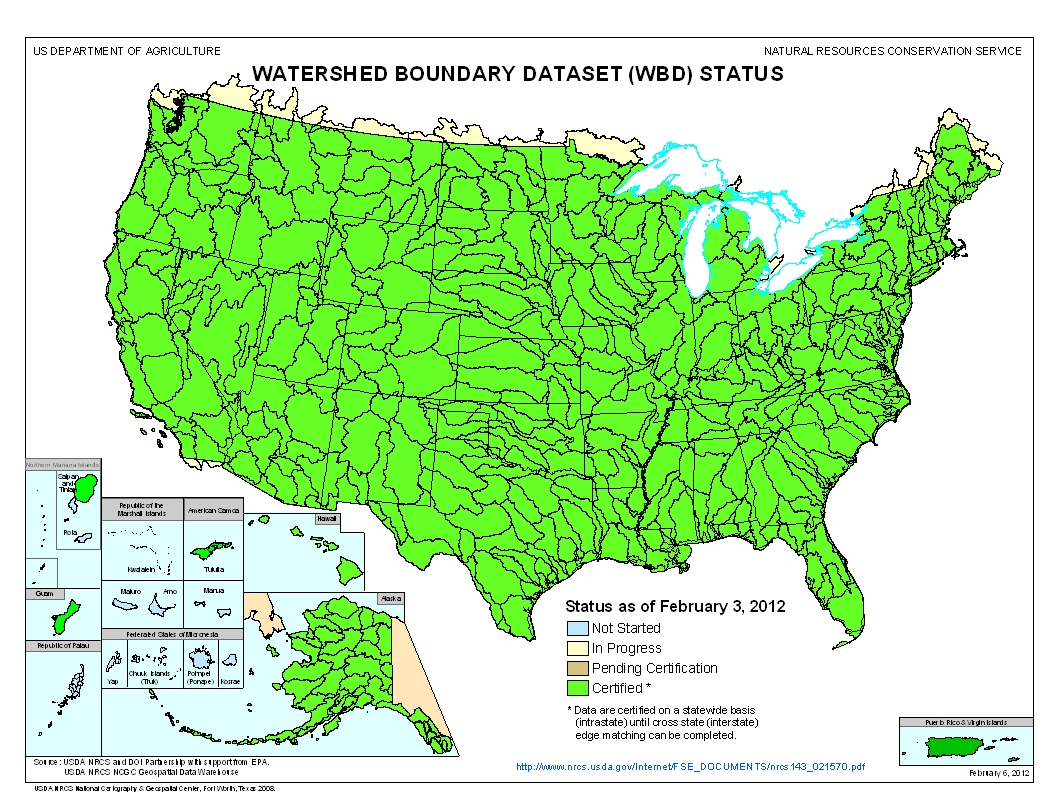 US DEPARTMENT OF AGRICULTURE
NATURAL RESOURCES CONSERVATION SERVICE
WATERSHED BOUNDARY DATASET (WBD) STATUS
Northern Mariana Islands
Saipan
and
Tinian
Rota
Guam
Republic of Palau
Republic of the
Marshall Islands
Kwajalein
Majuro
Arno
American Samoa
Tutuila
Manua
Federated States of Micronesia
Yap
Chuuk Islands
(Truk)
Pohnpei
(Ponape)
Kosrae
Hawaii
Alaska
Status as of February 3, 2012
Not Started
In Progress
Pending Certification
Certified *
* Data are certified on a statewide basis
(intrastate) until cross state (interstate)
edge matching can be completed.
Puerto Rico & Virgin Islands
Source: USDA NRCS and DOI Partnership with support from EPA.
USDA NRCS NCGC Geospatial Data Warehouse
http://www.nrcs.usda.gov/Internet/FSE_DOCUMENTS/nrcs143_021570.pdf
February 6, 2012
USDA NRCS National Cartography & Geospatial Center, Fort Worth, Texas 2008.